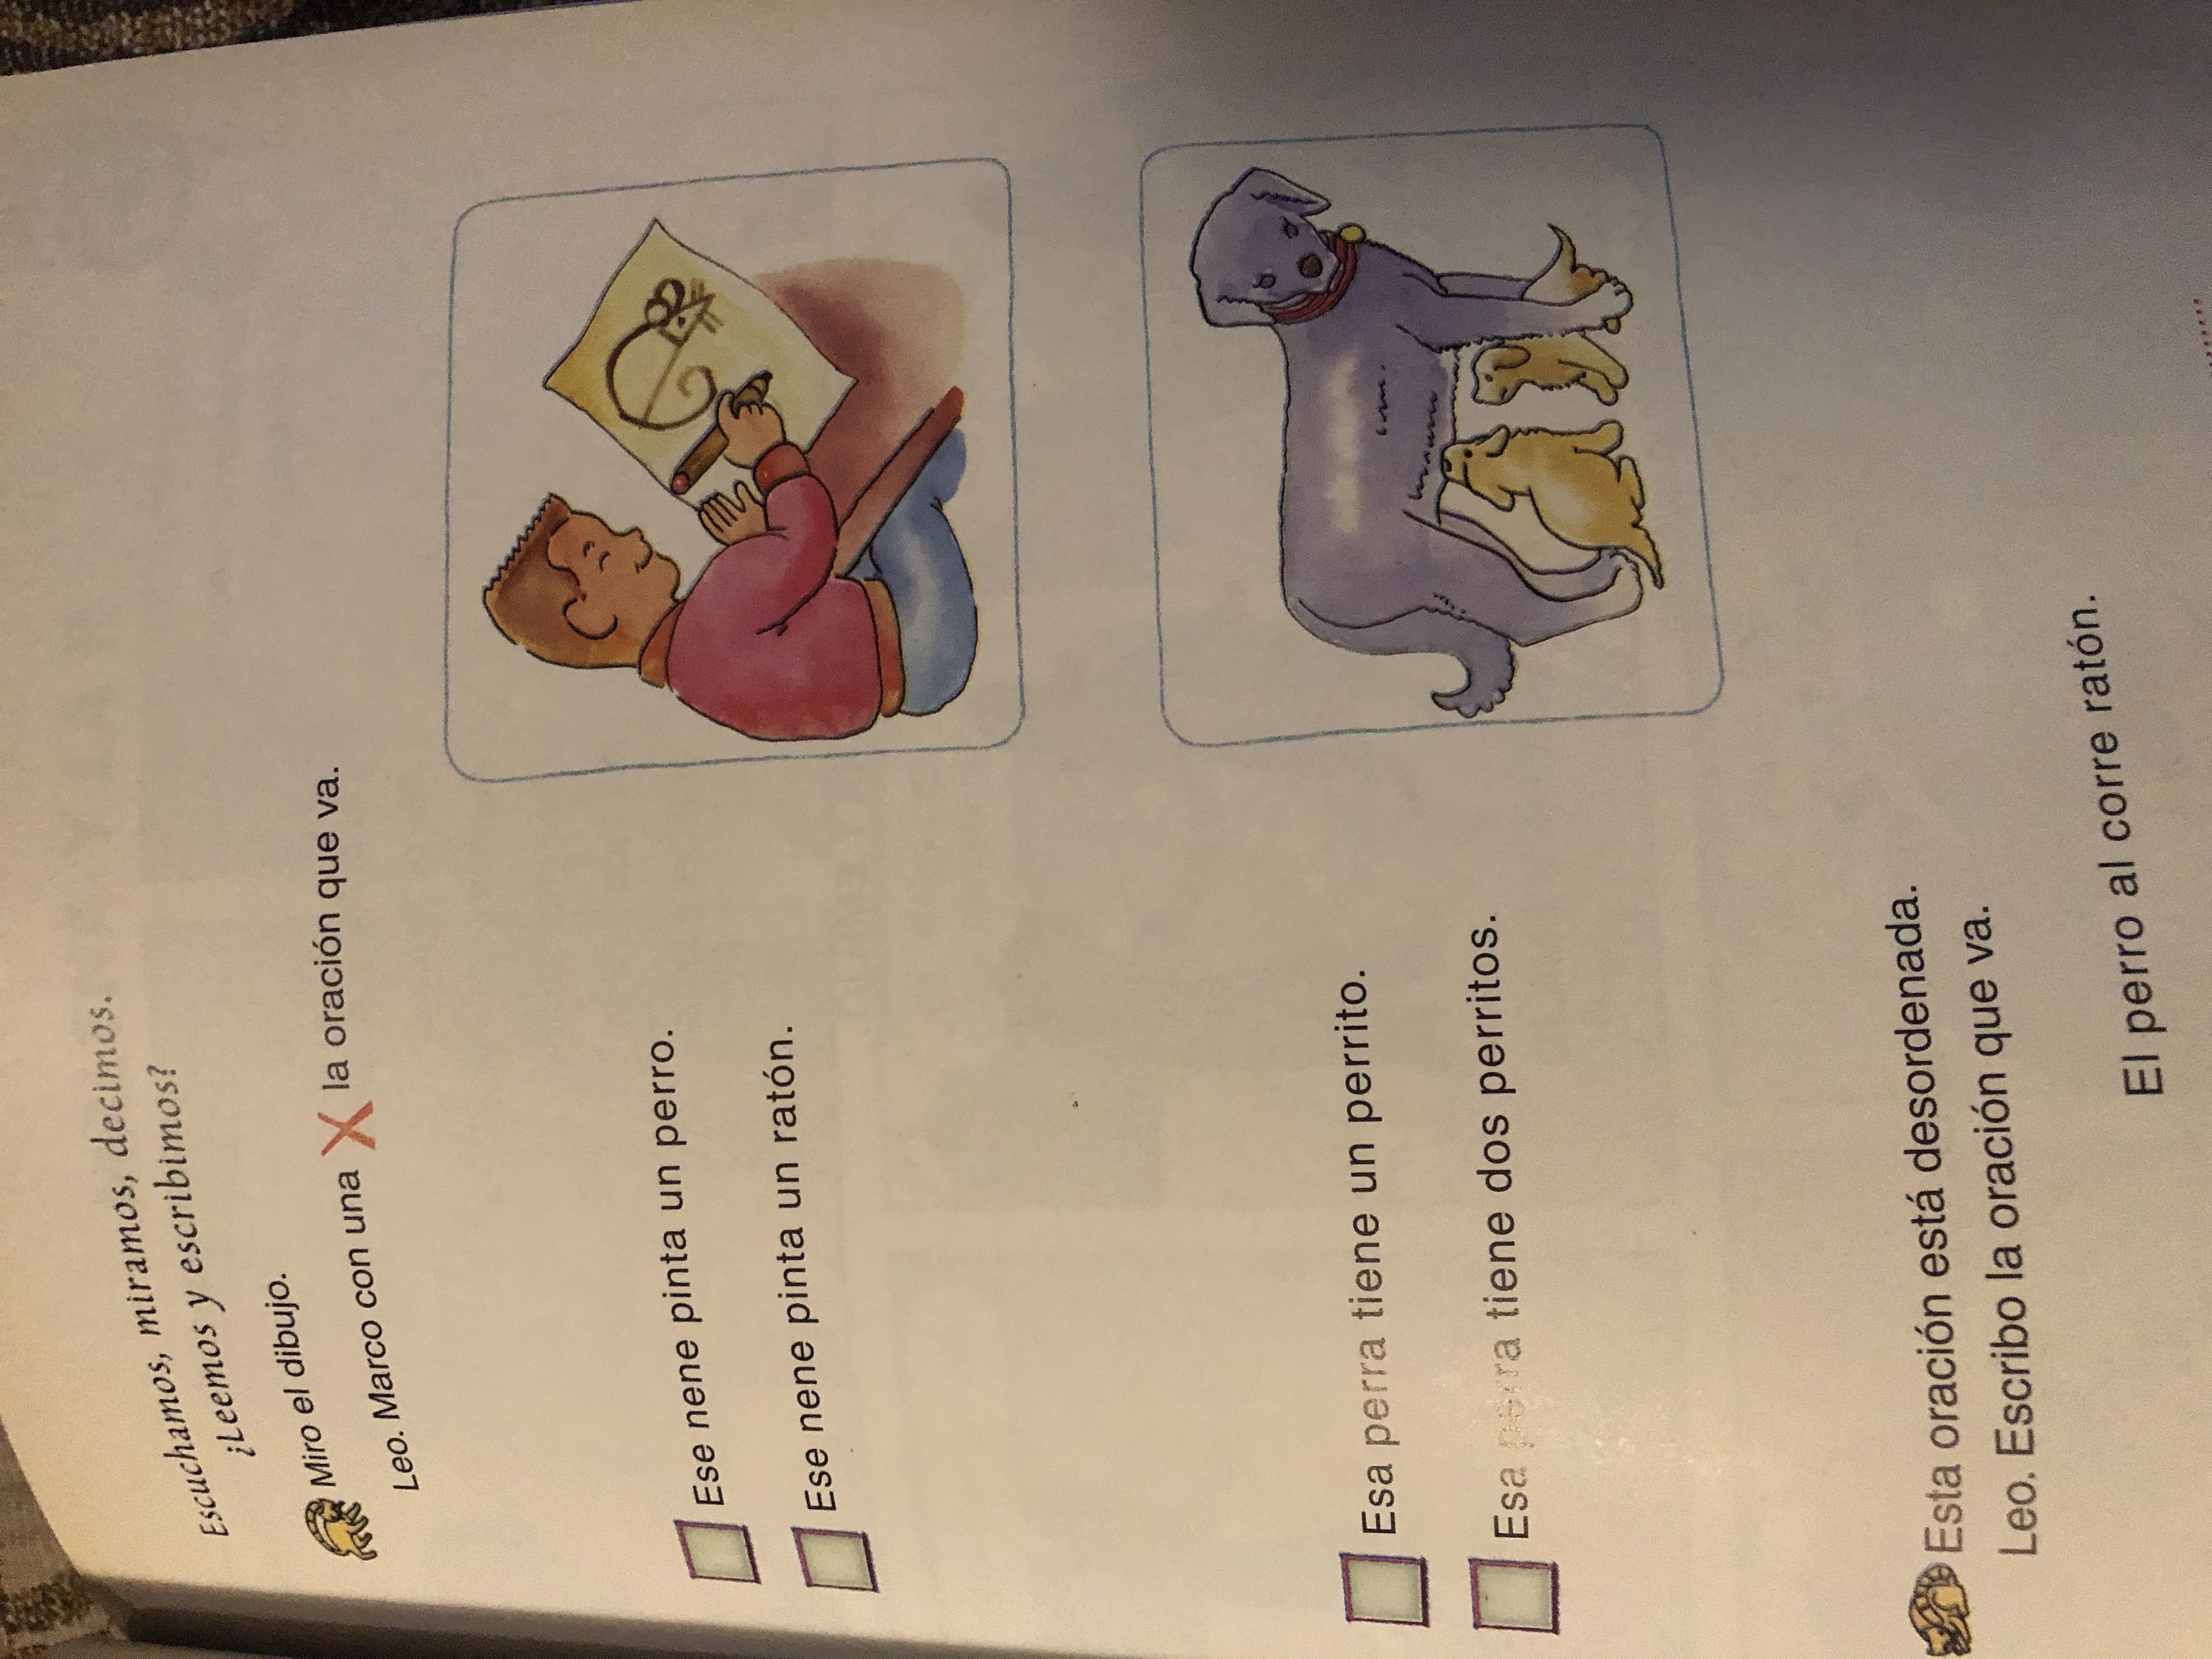 Escuchamos, miramos, decimos.
¿Leemos y escribimos?
Miro el dibujo.
Leo. Marco con una X la oración que va.
Ese nene pinta un perro.
Ese nene pinta un ratón.
Esa perra tiene un perrito.
Esa perra tiene dos perritos.
Esta oración está desordenada.
Leo. Escribo la oración que va.
El perro al corre ratón.